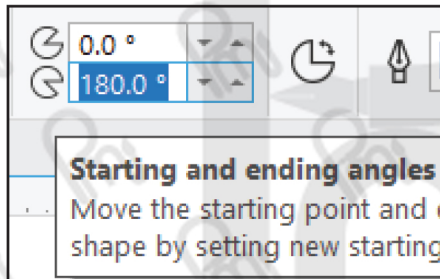 0.0 °
180.0 °
Starting and ending angles
Move the starting point and
shape by setting new starting